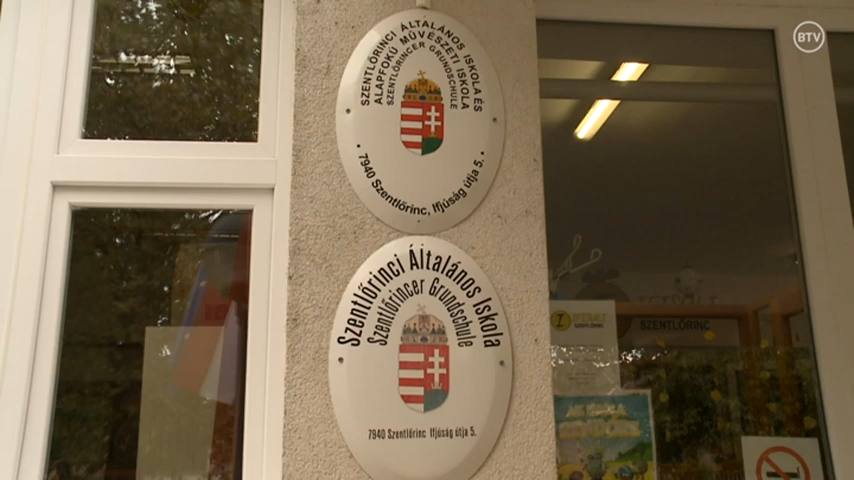 BTV
SZENTLŐRINCI ÁLTALÁNOS ISKOLA ÉS
ALAPFOKÚ MŰVÉSZETI ISKOLA
SZENTLŐRINCER GRUNDSCHULE
• 7940 Szentlőrinc, Ifjúság útja 5. •
Szentlőrinci Általános Iskola
Szentlőrincer Grundschule
7940 Szentlőrinc Ifjúság útja 5.
SZENTLŐRINC